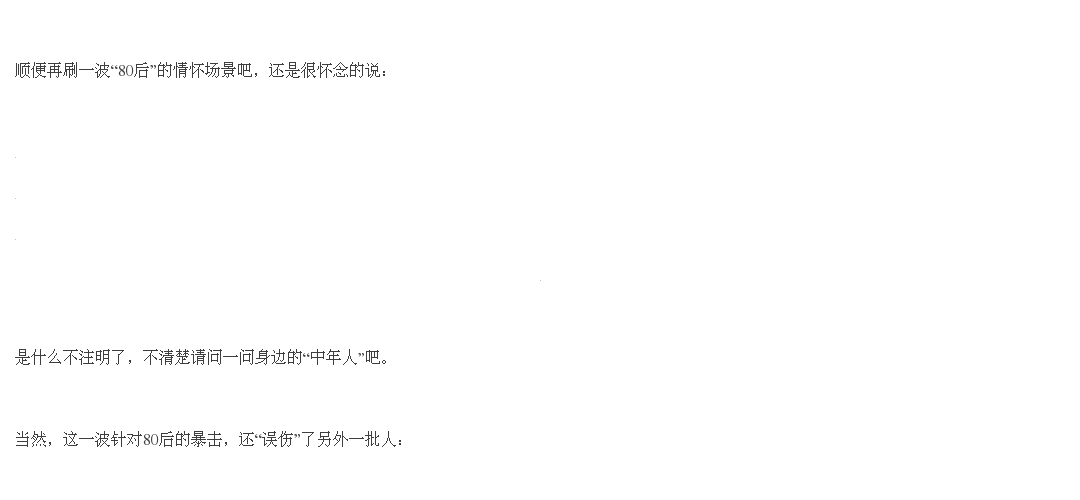 顺便再刷一波“80后”的情怀场景吧，还是很怀念的说：
是什么不注明了，不清楚请问一问身边的“中年人”吧。
当然，这一波针对80后的暴击，还“误伤”了另外一批人：